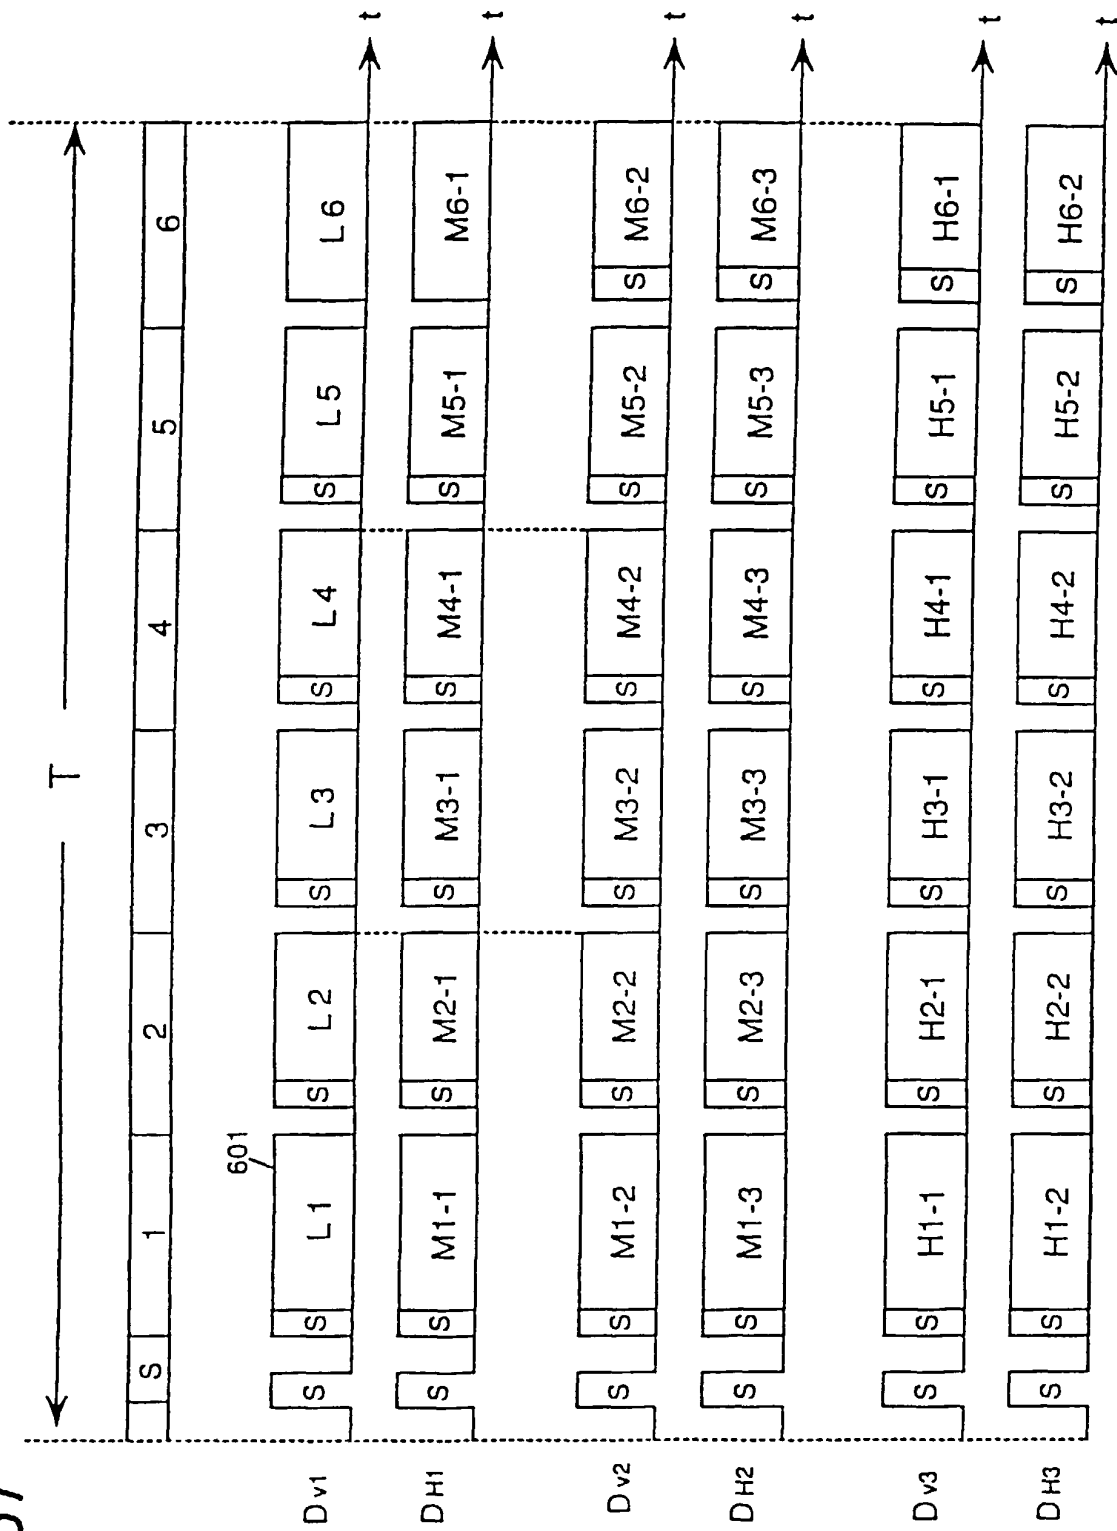 T
S 1 2 3 4 5 6
601
Dv1 S S L1 S L2 S L3 S L4 S L5 L6 t
DH1 S S M1-1 S M2-1 S M3-1 S M4-1 S M5-1 M6-1 t
Dv2 S S M1-2 S M2-2 S M3-2 S M4-2 S M5-2 S M6-2 t
DH2 S S M1-3 S M2-3 S M3-3 S M4-3 S M5-3 S M6-3 t
Dv3 S S H1-1 S H2-1 S H3-1 S H4-1 S H5-1 S H6-1 t
DH3 S S H1-2 S H2-2 S H3-2 S H4-2 S H5-2 S H6-2 t